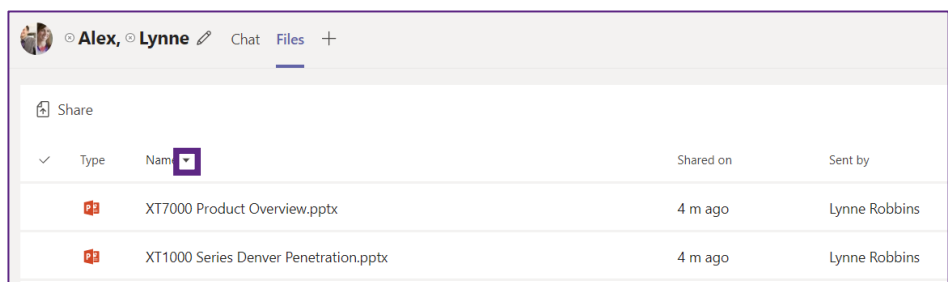 Alex, Lynne Chat Files
Share
Type Name Shared on Sent by
XT7000 Product Overview.pptx 4 m ago Lynne Robbins
XT1000 Series Denver Penetration.pptx 4 m ago Lynne Robbins